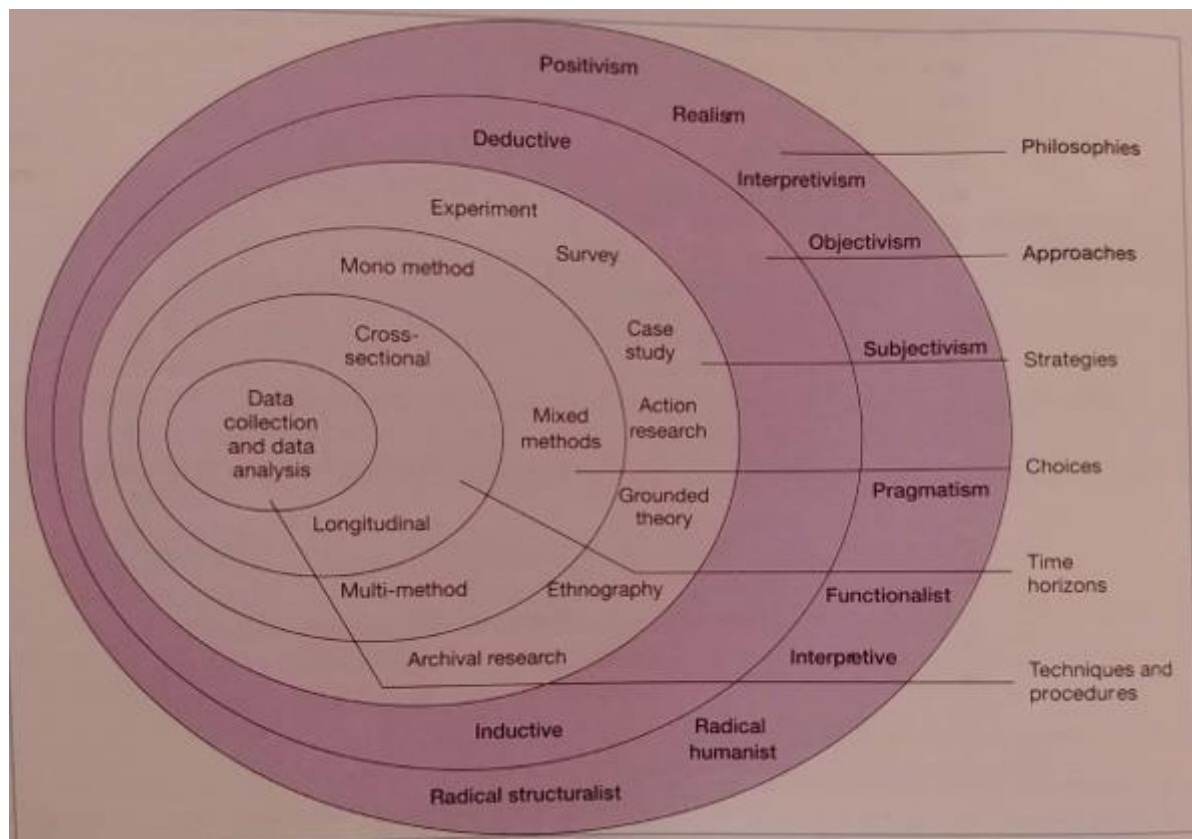 Positivism
Realism
Philosophies
Deductive
Interpretivism
Experiment
Objectivism
Survey
Approaches
Mono method
Cross-
sectional
Case
study
Subjectivism
Strategies
Data
collection
and data
analysis
Mixed
methods
Action
research
Choices
Pragmatism
Grounded
theory
Longitudinal
Time
horizons
Multi-method
Ethnography
Functionalist
Archival research
Interpretive
Techniques and
procedures
Inductive
Radical
humanist
Radical structuralist